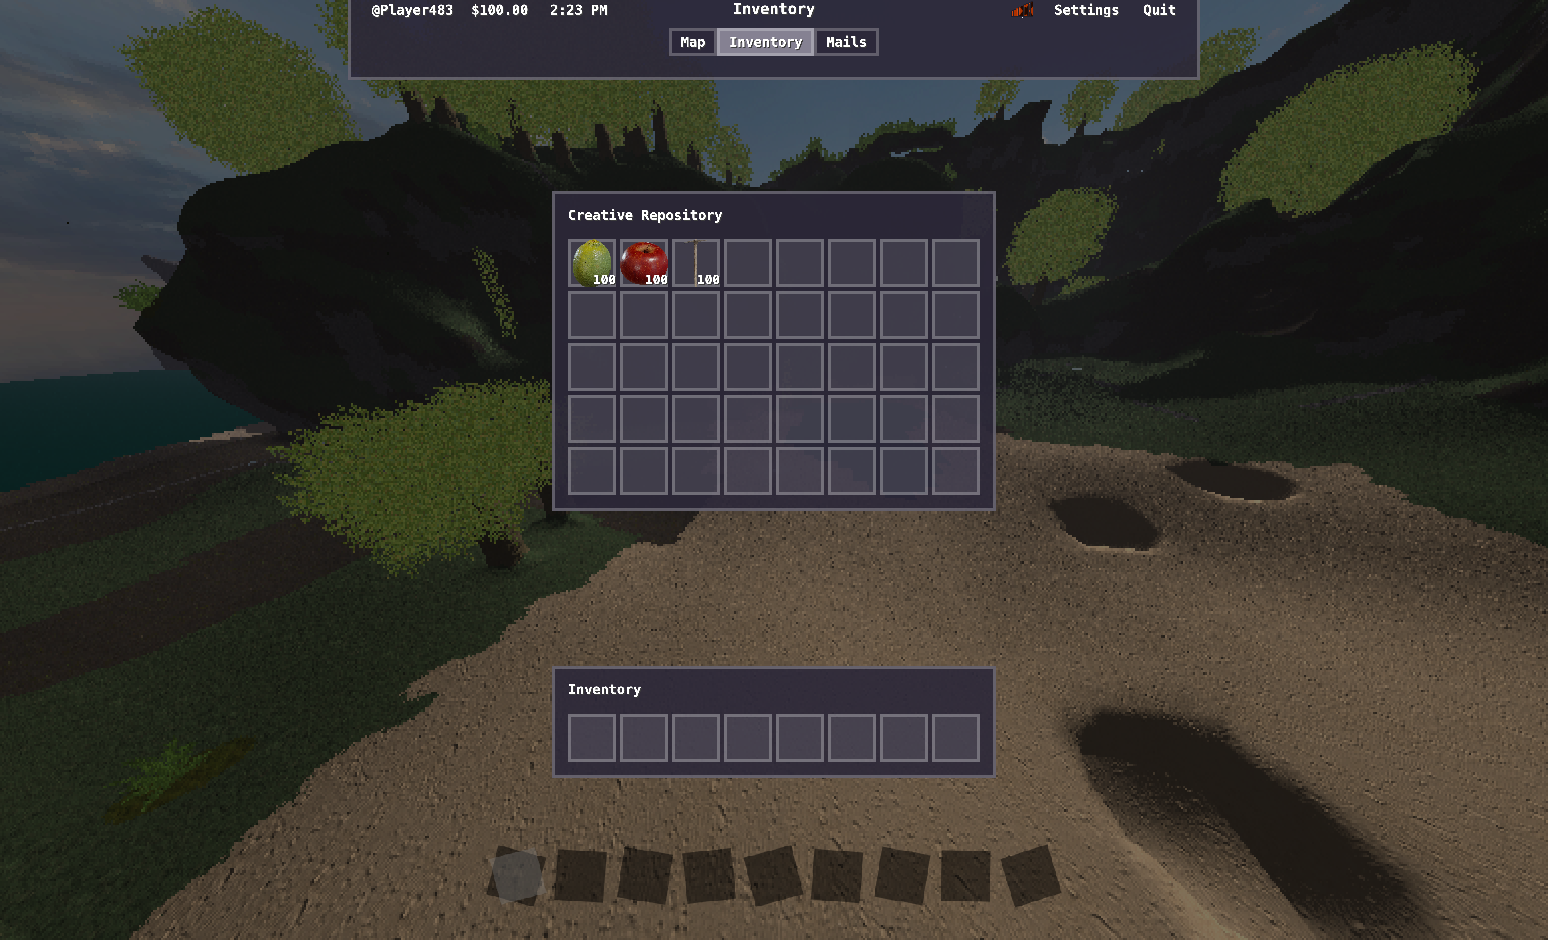 @Player483 $100.00 2:23 PM Inventory Settings Quit
Map Inventory Mails
Creative Repository
100 100 100
Inventory